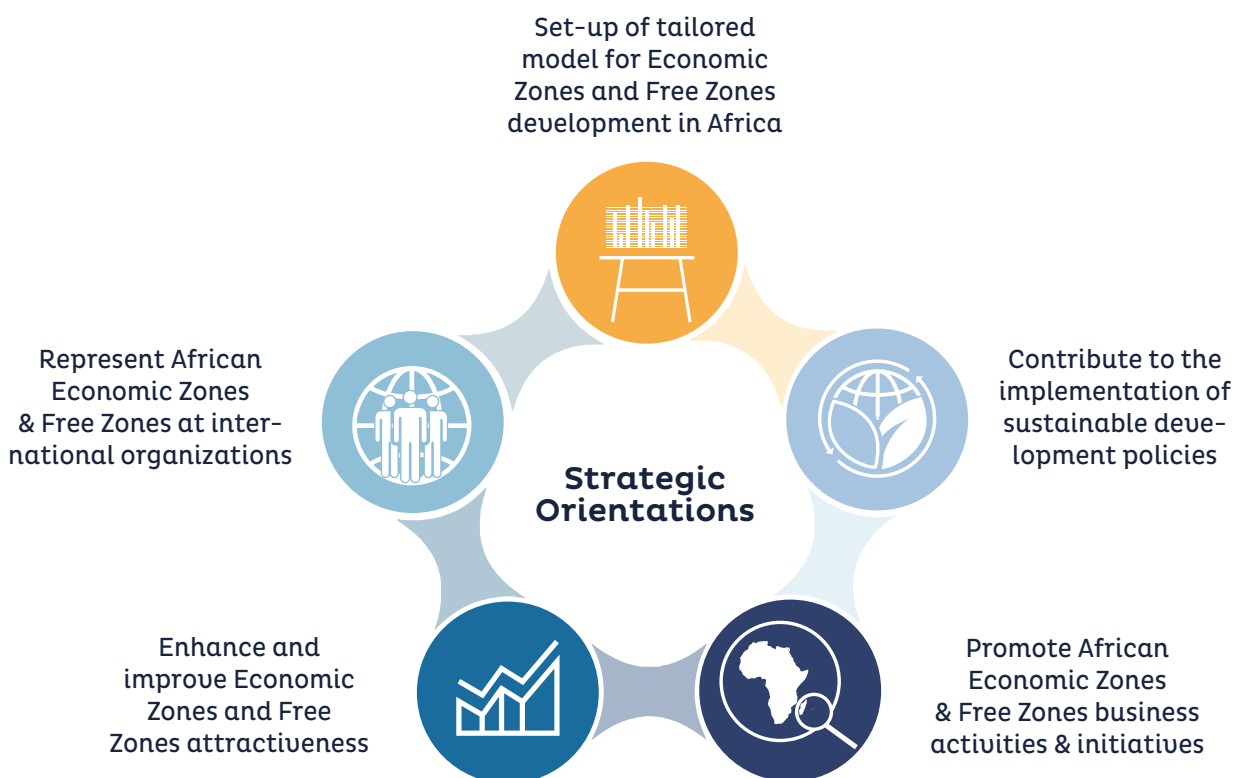 Set-up of tailored
model for Economic
Zones and Free Zones
development in Africa
Represent African
Economic Zones
& Free Zones at inter-
national organizations
Contribute to the
implementation of
sustainable deve-
lopment policies
Strategic
Orientations
Enhance and
improve Economic
Zones and Free
Zones attractiveness
Promote African
Economic Zones
& Free Zones business
activities & initiatives